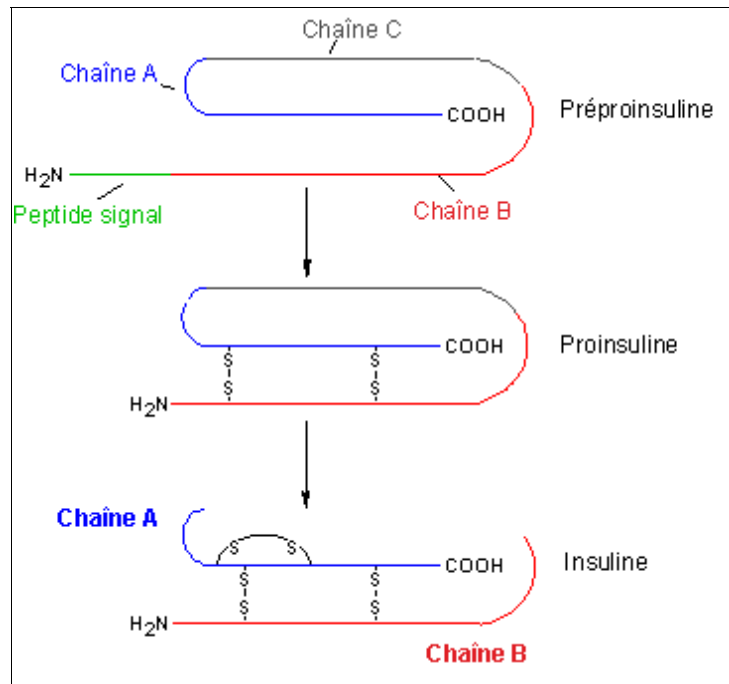 Chaîne C
Chaîne A
COOH
Préproinsuline
H2N
Peptide signal
Chaîne B
COOH
Proinsuline
S S
S S
H2N
Chaîne A
S S
COOH
Insuline
S S
S S
H2N
Chaîne B